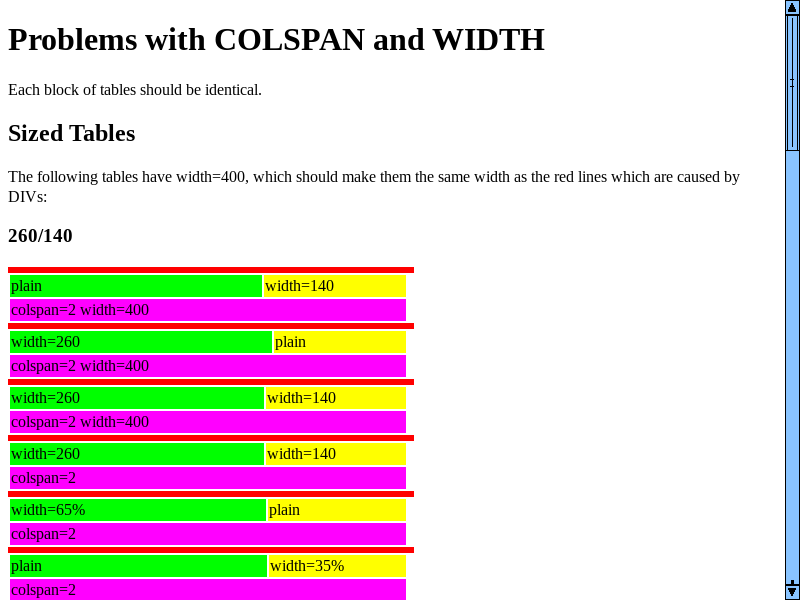 Problems with COLSPAN and WIDTH
Each block of tables should be identical.
Sized Tables
The following tables have width=400, which should make them the same width as the red lines which are caused by
DIVs:
260/140
plain width=140
colspan=2 width=400
width=260 plain
colspan=2 width=400
width=260 width=140
colspan=2 width=400
width=260 width=140
colspan=2
width=65% plain
colspan=2
plain width=35%
colspan=2